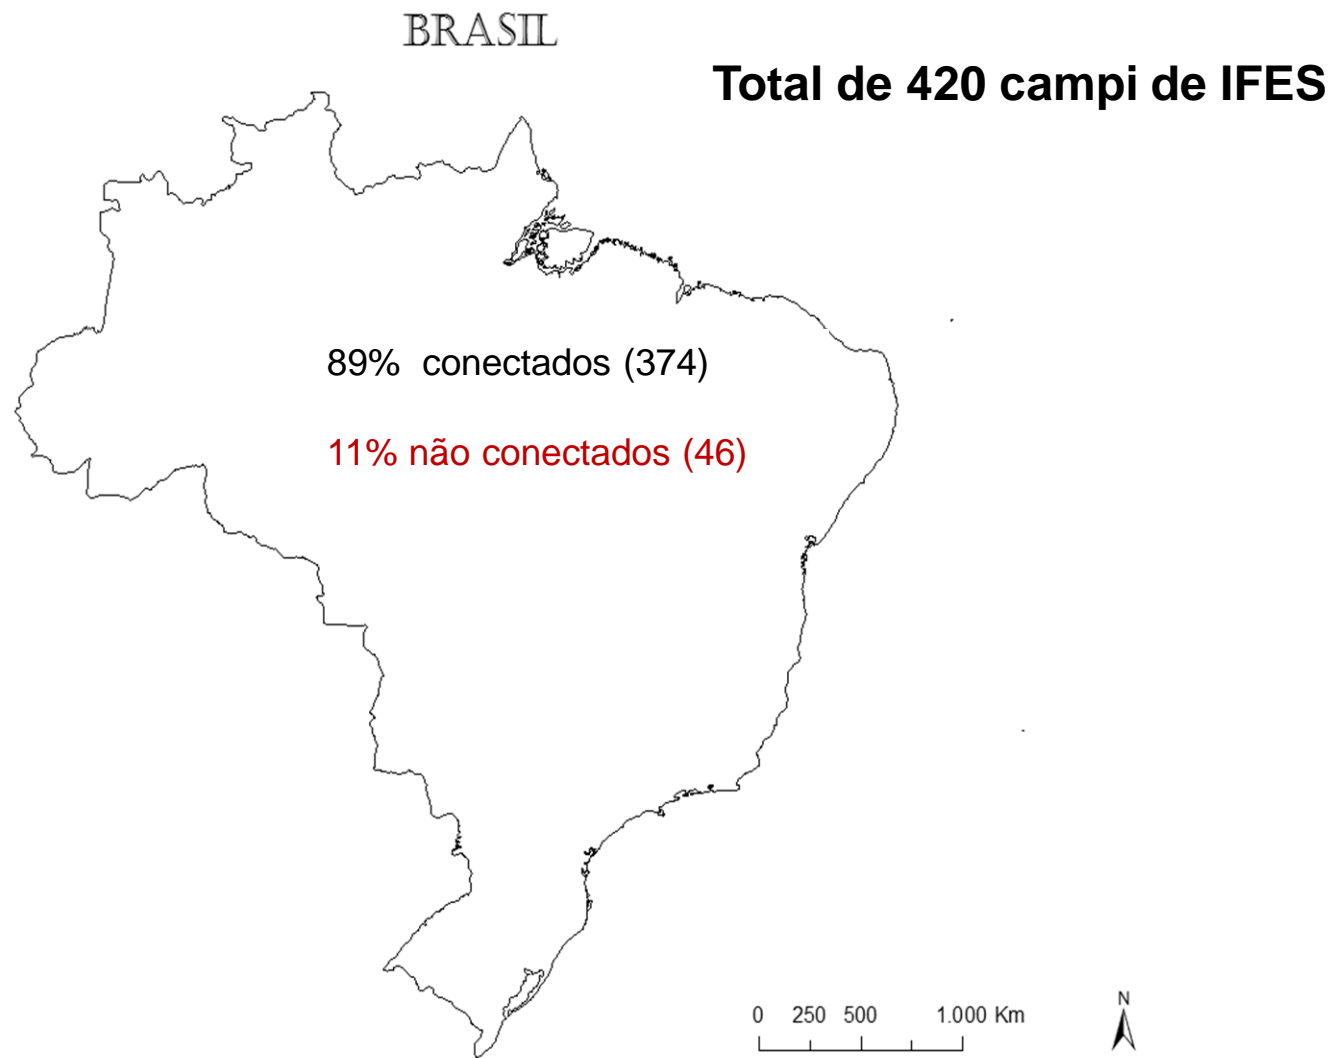 BRASIL
Total de 420 campi de IFES
89% conectados (374)
11% não conectados (46)
N
0 250 500 1.000 Km